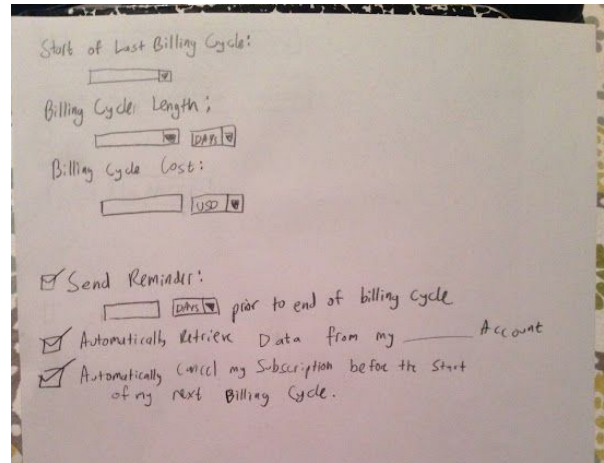 Start of Last Billing Cycle:
Billing Cycle Length:
DAYS
Billing Cycle Cost:
USD
Send Reminder:
DAYS prior to end of billing cycle
Automatically Retrieve Data from my ______ Account
Automatically Cancel my Subscription before the Start
of my next Billing Cycle.